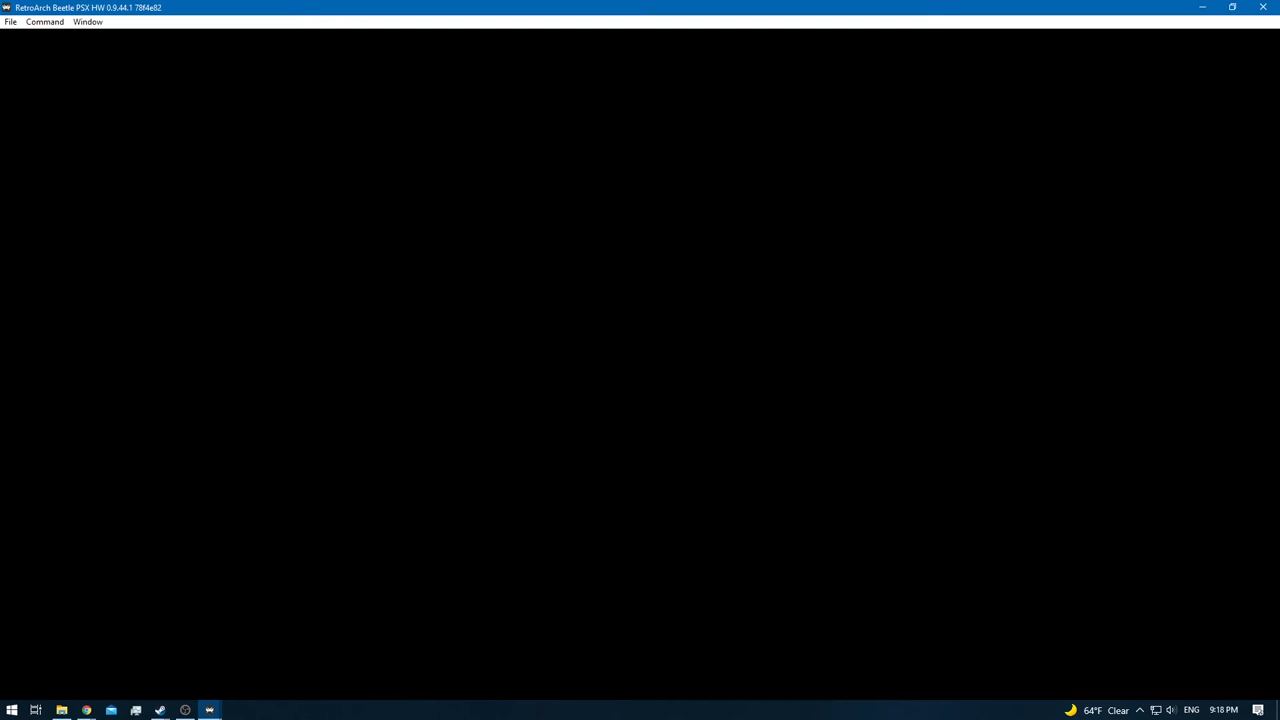 RetroArch Beetle PSX HW 0.9.44.1 78f4e82
File Command Window
64°F Clear ENG 9:18 PM